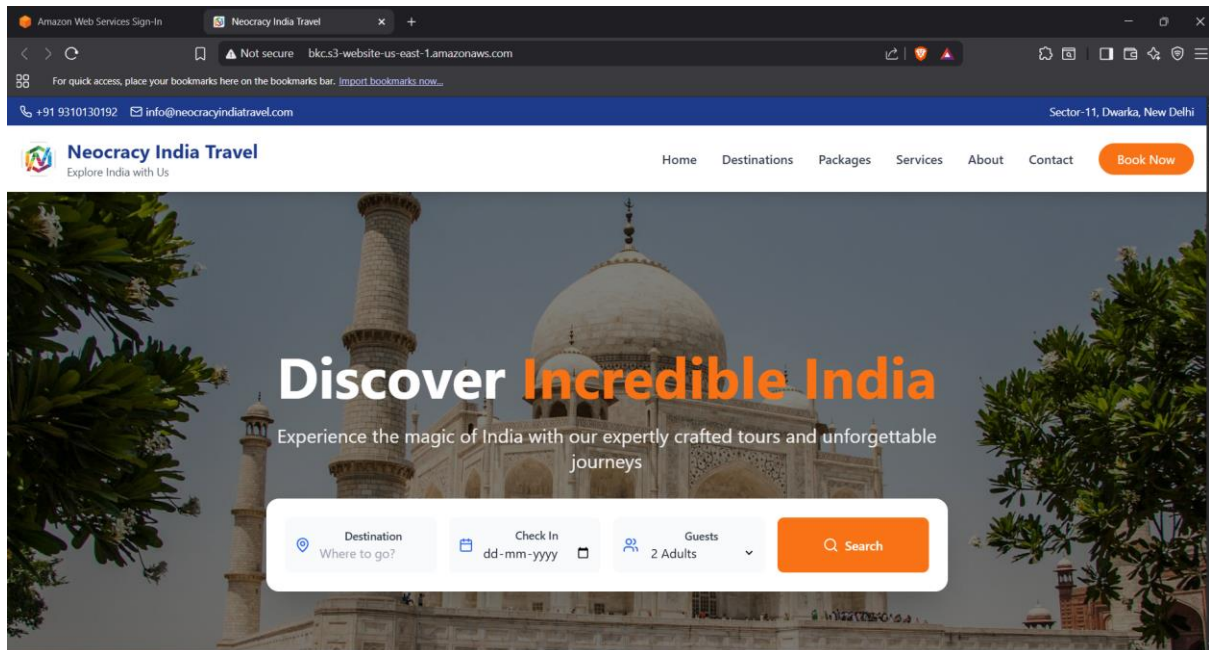 Amazon Web Services Sign-In
Neocracy India Travel
Not secure bkc.s3-website-us-east-1.amazonaws.com
For quick access, place your bookmarks here on the bookmarks bar. Import bookmarks now...
+91 9310130192 info@neocracyindiatravel.com Sector-11, Dwarka, New Delhi
Neocracy India Travel
Explore India with Us
Home Destinations Packages Services About Contact Book Now
Discover Incredible India
Experience the magic of India with our expertly crafted tours and unforgettable
journeys
Destination
Where to go?
Check In
dd-mm-yyyy
Guests
2 Adults
Search